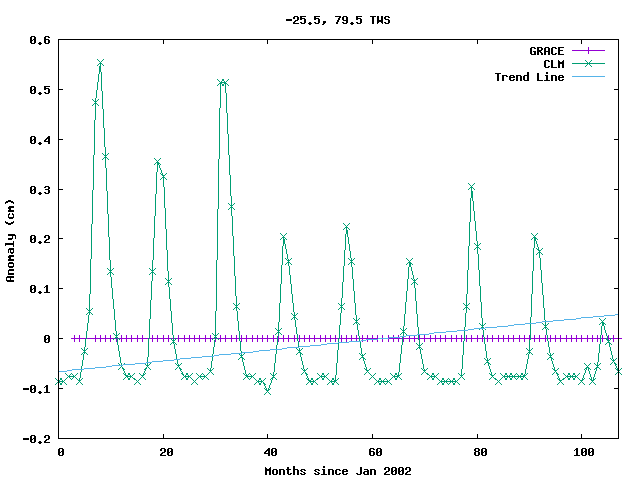 -25.5, 79.5 TWS
GRACE
CLM
Trend Line
0.6
0.5
0.4
0.3
0.2
0.1
0
-0.1
-0.2
Anomaly (cm)
0 20 40 60 80 100
Months since Jan 2002